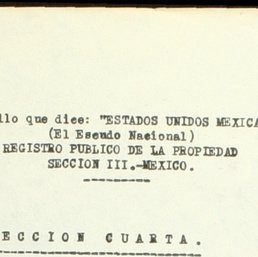 llo que dice: "ESTADOS UNIDOS MEXICA
(El Escudo Nacional)
REGISTRO PUBLICO DE LA PROPIEDAD
SECCION III.-MEXICO.
ECCION CUARTA.